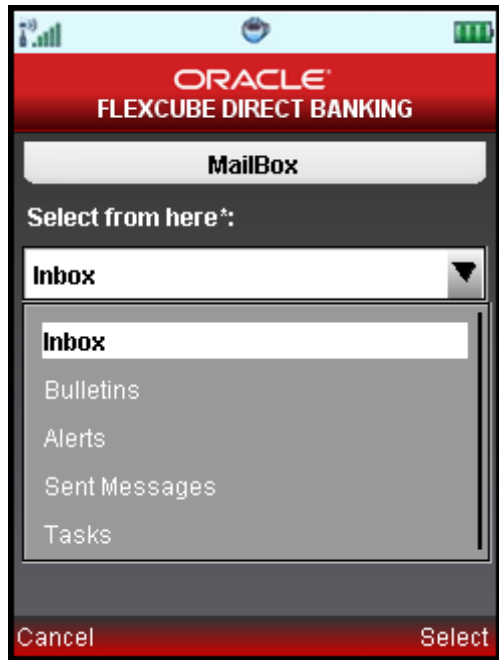 ORACLE
FLEXCUBE DIRECT BANKING
MailBox
Select from here*:
Inbox
Inbox
Bulletins
Alerts
Sent Messages
Tasks
Cancel Select